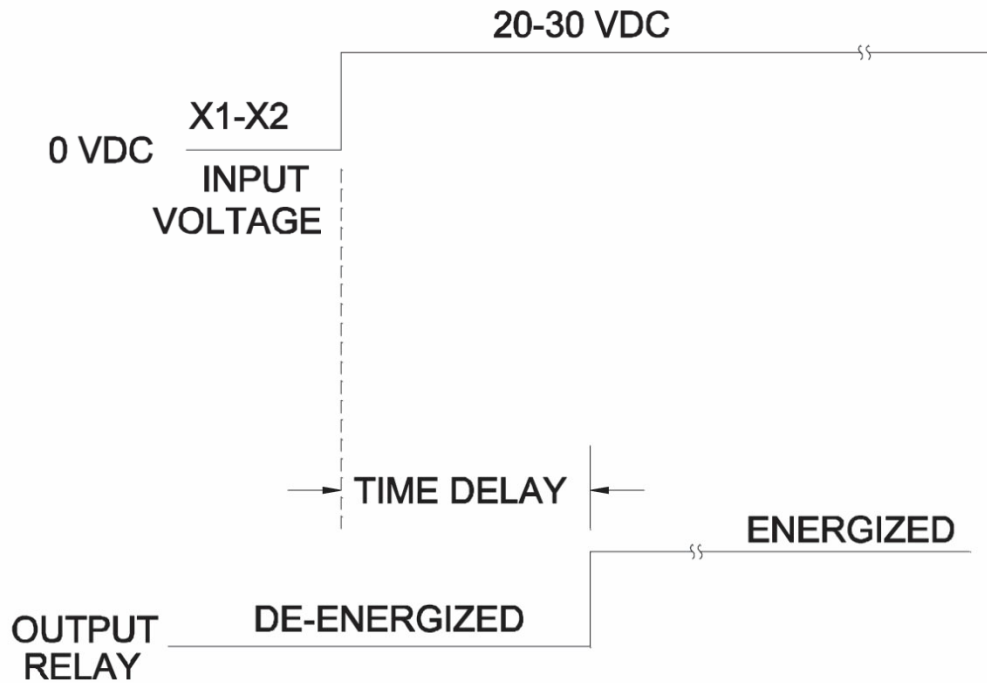 20-30 VDC
X1-X2
0 VDC
INPUT
VOLTAGE
TIME DELAY
ENERGIZED
DE-ENERGIZED
OUTPUT
RELAY